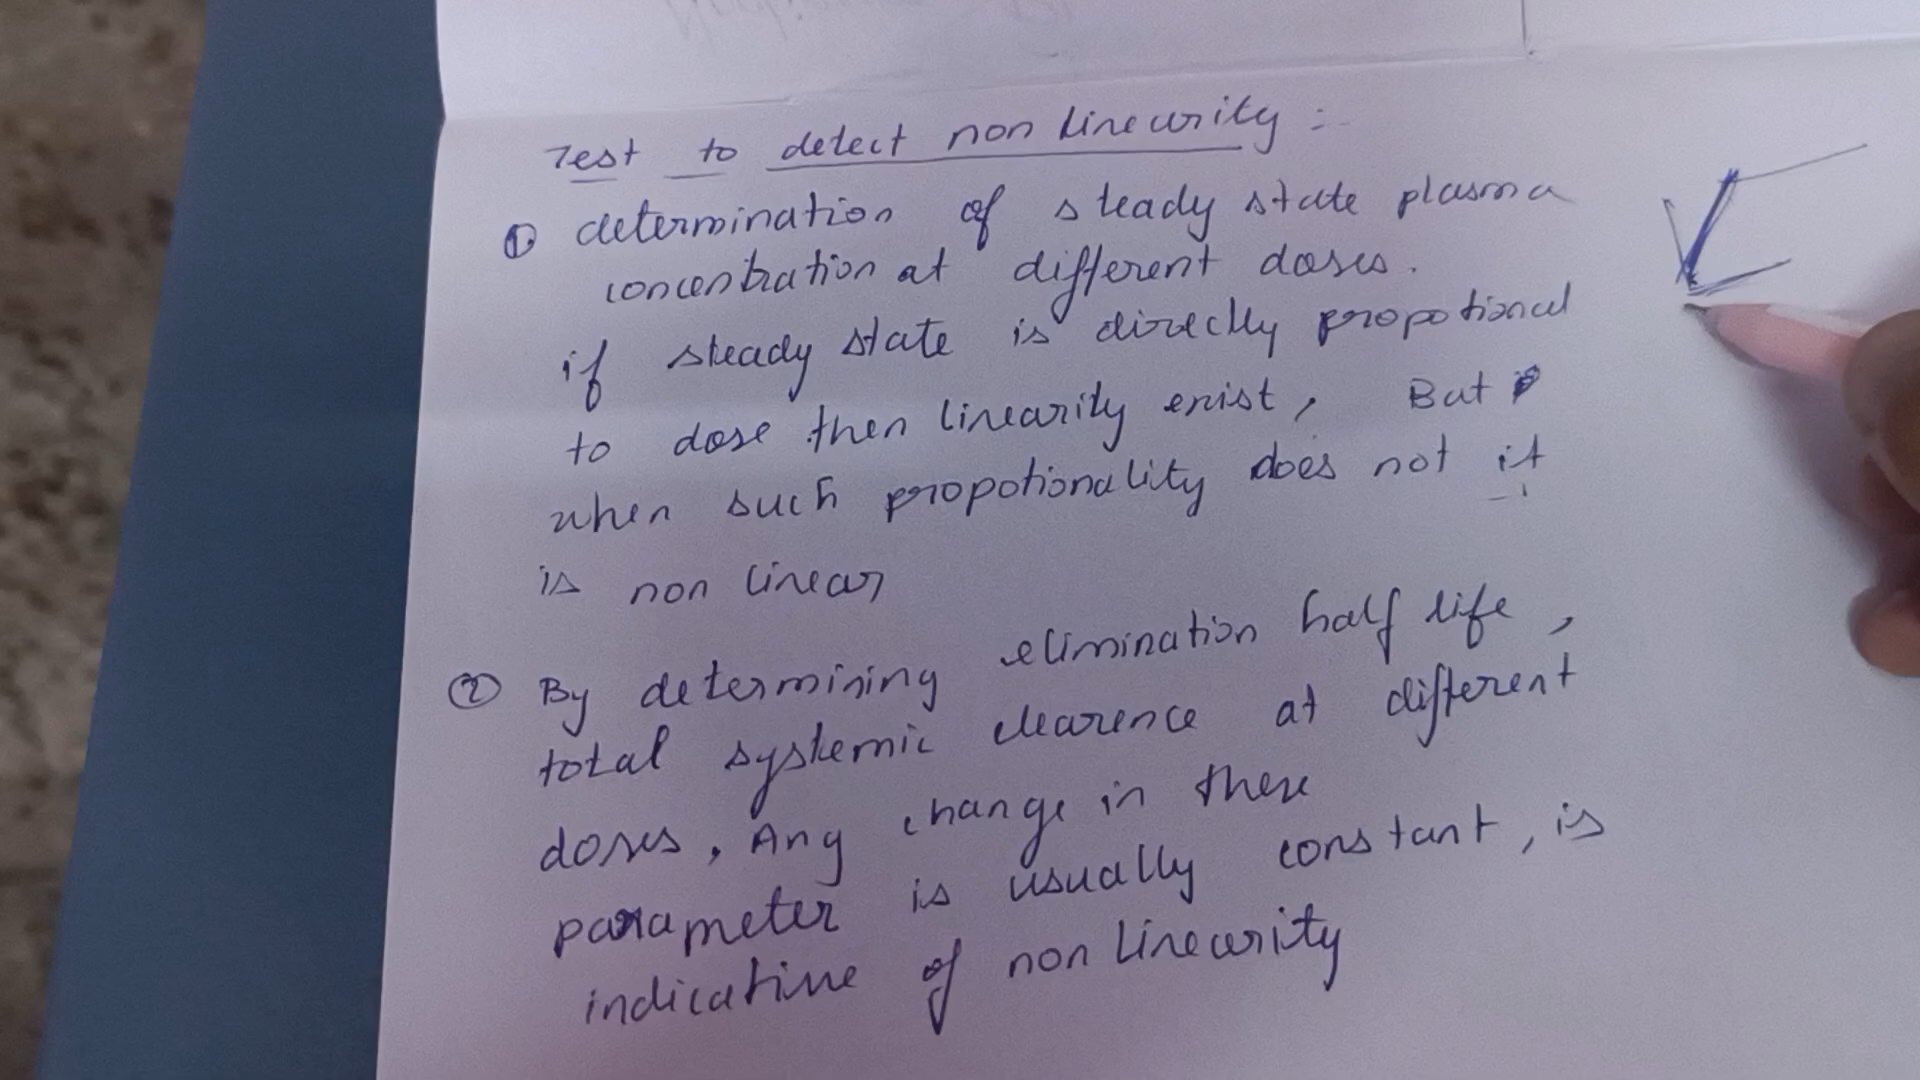 Test to detect non linearity :-
① determination of steady state plasma
concentration at different doses.
if steady state is directly propotional
to dose then linearity exist, But
when such propotionality does not it
is non linear
② By determining elimination half life,
total systemic clearence at different
doses. Any change in these
parameter is usually constant, is
indicative of non linearity